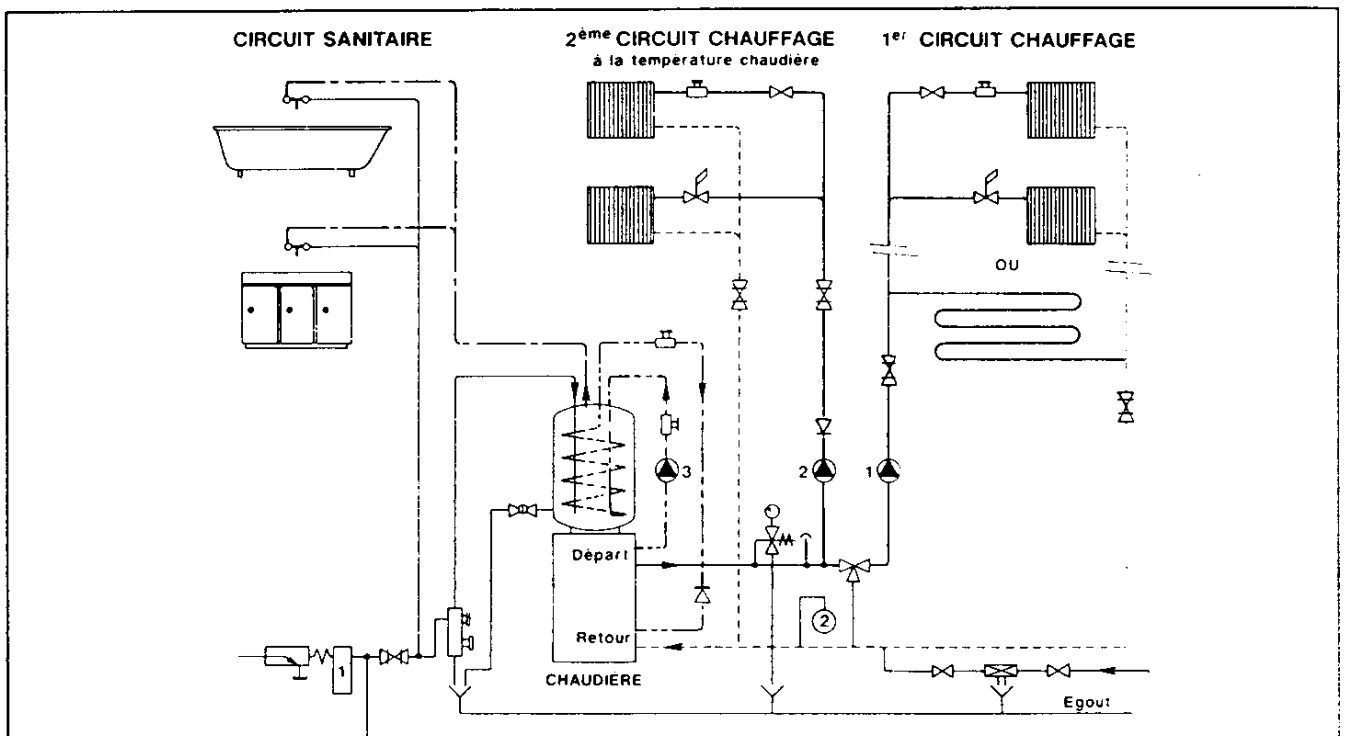 CIRCUIT SANITAIRE
2ème CIRCUIT CHAUFFAGE
à la température chaudière
1er CIRCUIT CHAUFFAGE
OU
3
2
1
Départ
Retour
2
1
CHAUDIÈRE
Egout